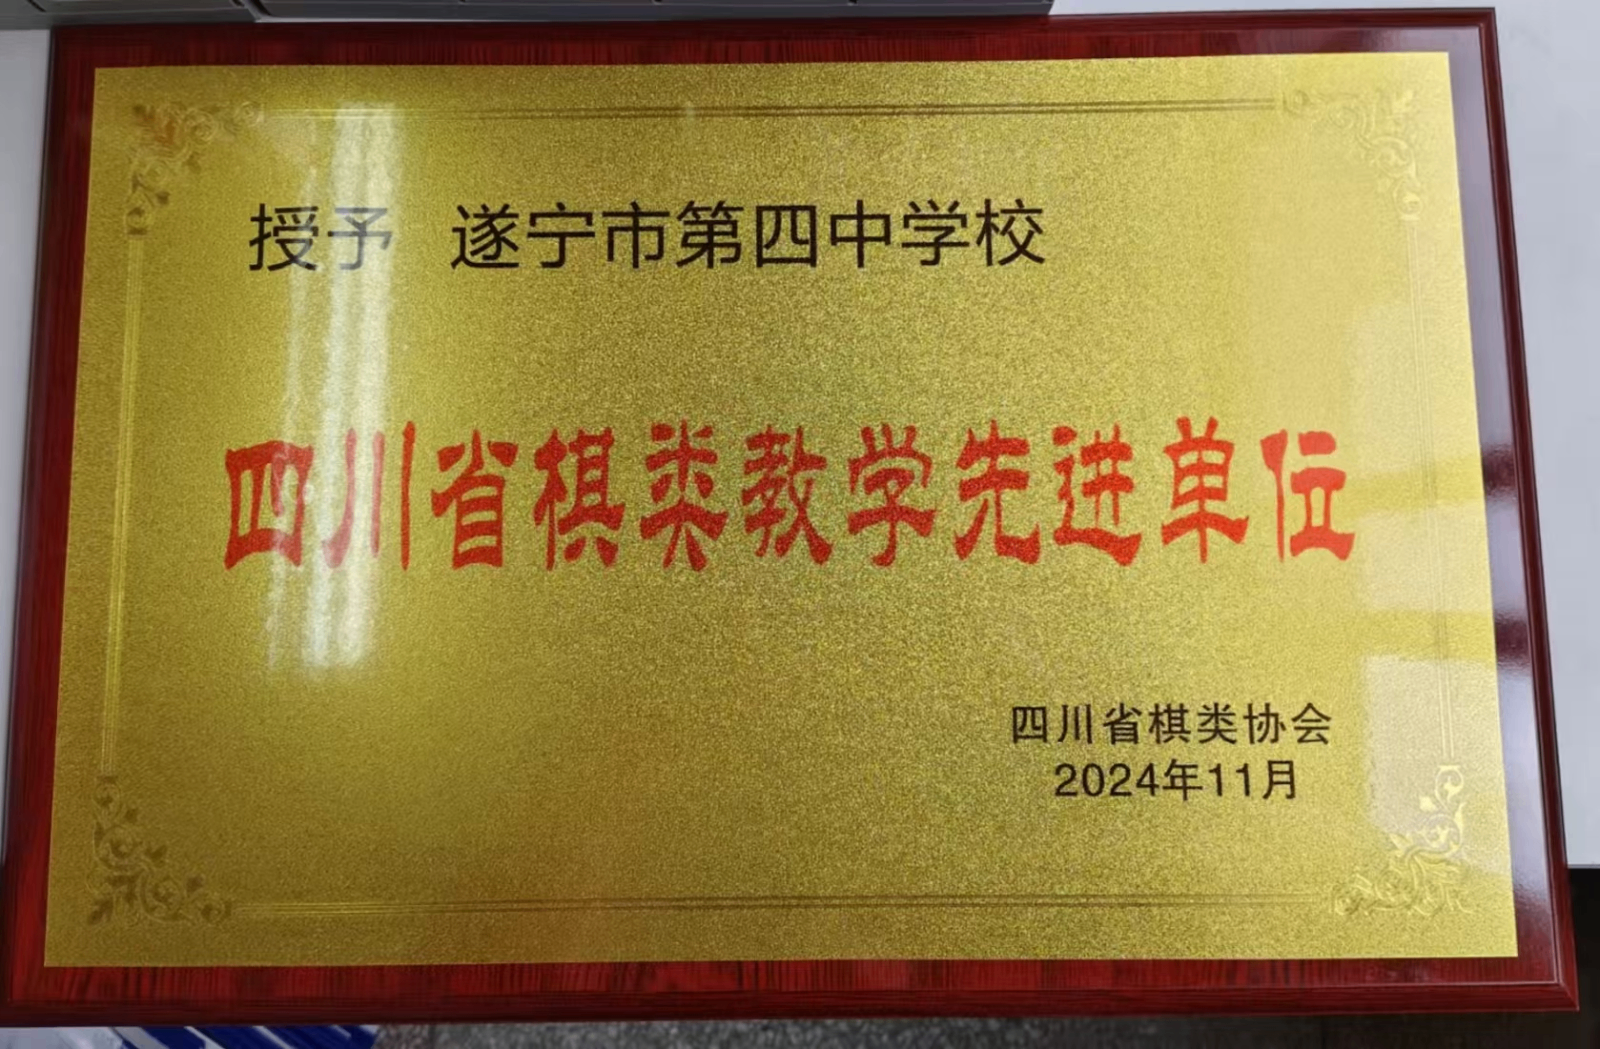 授予 遂宁市第四中学校
四川省棋类教学先进单位
四川省棋类协会
2024年11月